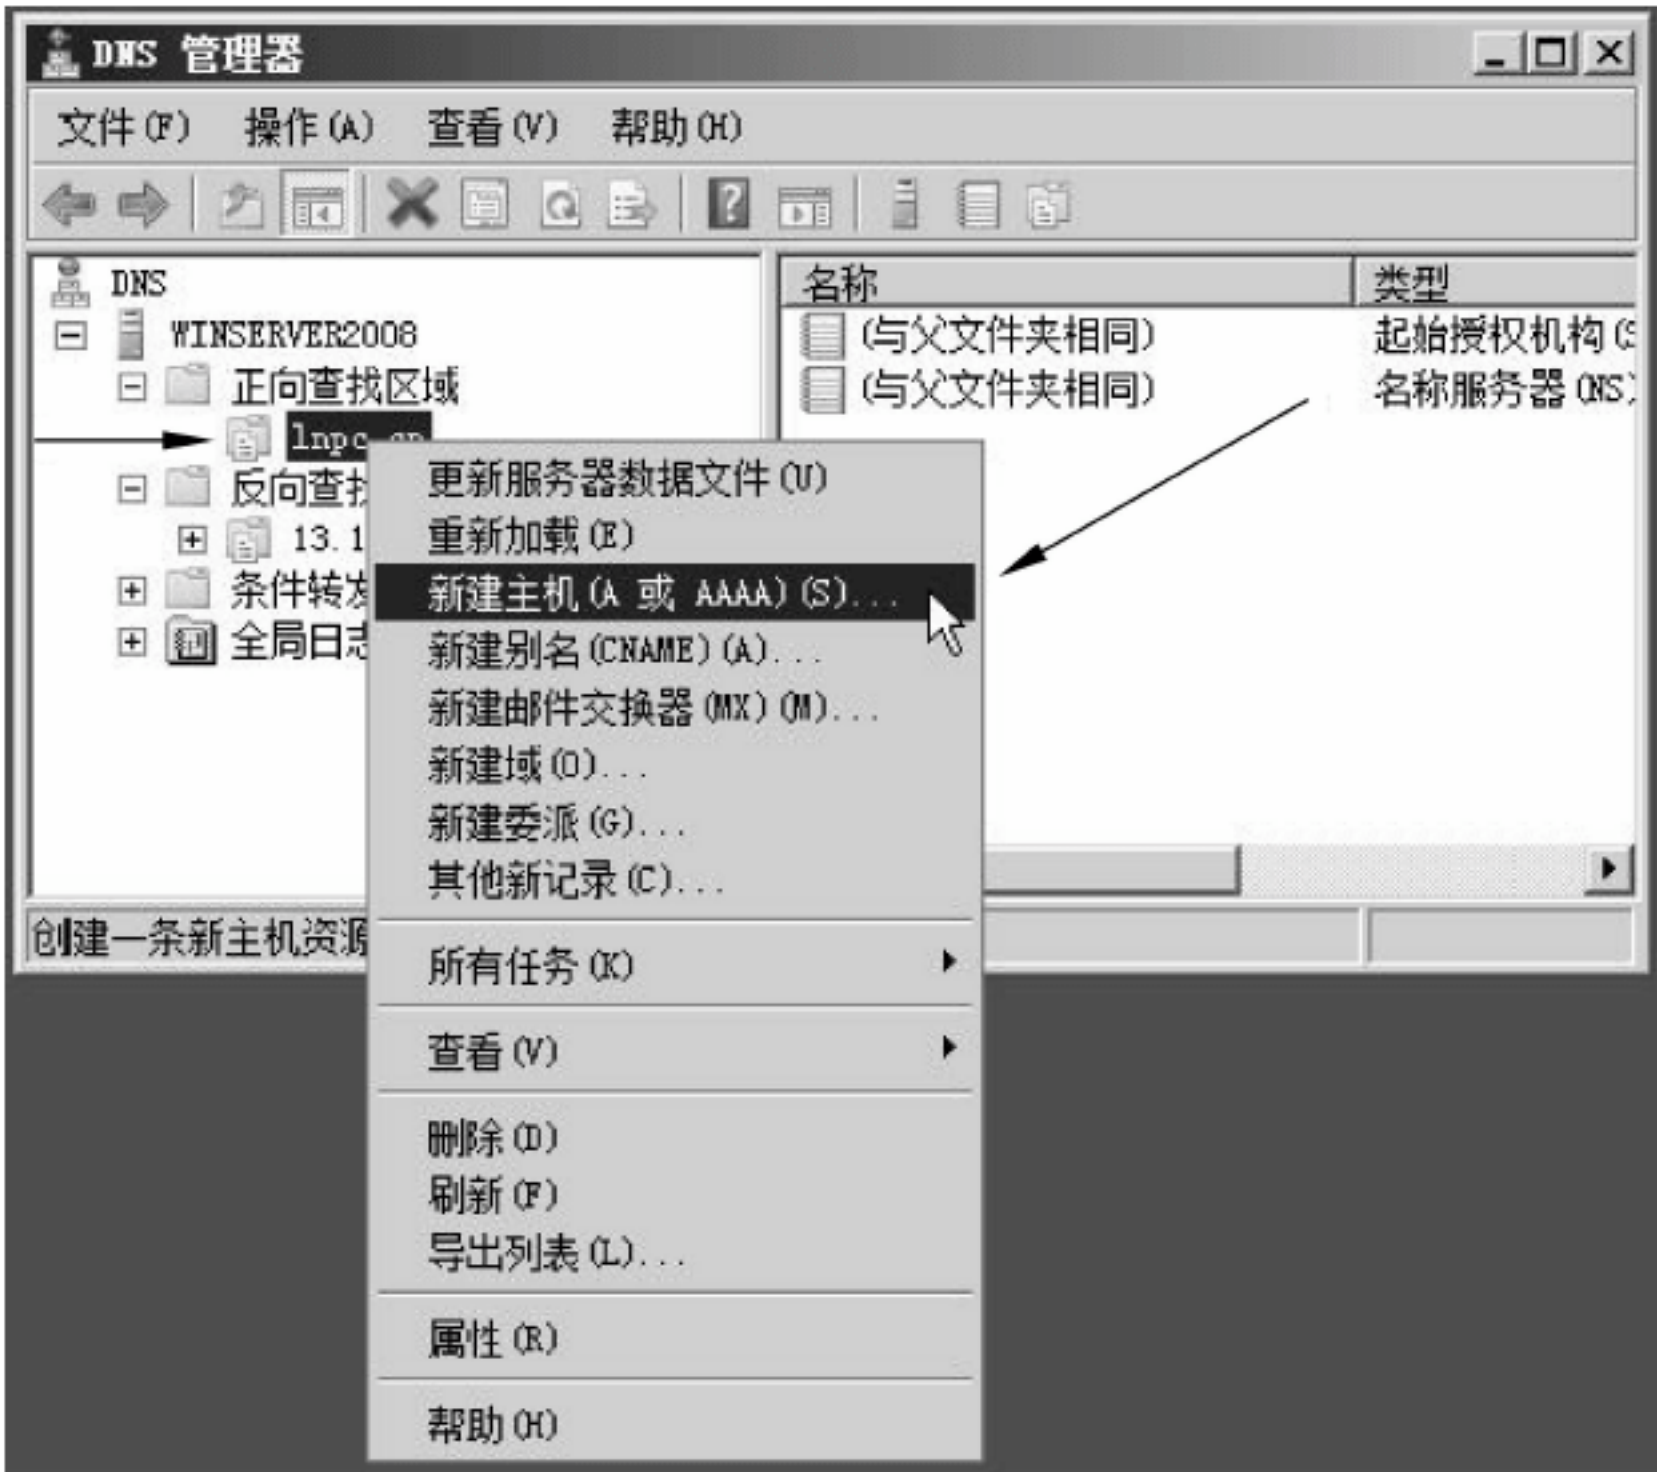 DNS 管理器
文件(F) 操作(A) 查看(V) 帮助(H)
DNS
WINSERVER2008
正向查找区域
lnpc.cn
反向查
13.1
条件转发
全局日志
名称 类型
(与父文件夹相同) 起始授权机构(S
(与父文件夹相同) 名称服务器(NS)
更新服务器数据文件(U)
重新加载(E)
新建主机(A 或 AAAA)(S)...
新建别名(CNAME)(A)...
新建邮件交换器(MX)(M)...
新建域(O)...
新建委派(G)...
其他新记录(C)...
所有任务(K)
查看(V)
删除(D)
刷新(F)
导出列表(L)...
属性(R)
帮助(H)
创建一条新主机资源